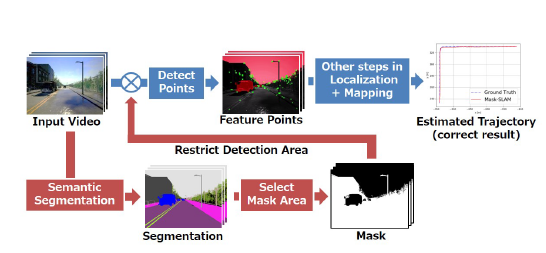 Detect
Points
Other steps in
Localization
+ Mapping
Ground Truth
Mask-SLAM
Input Video
Feature Points
Estimated Trajectory
(correct result)
Restrict Detection Area
Semantic
Segmentation
Select
Mask Area
Segmentation
Mask